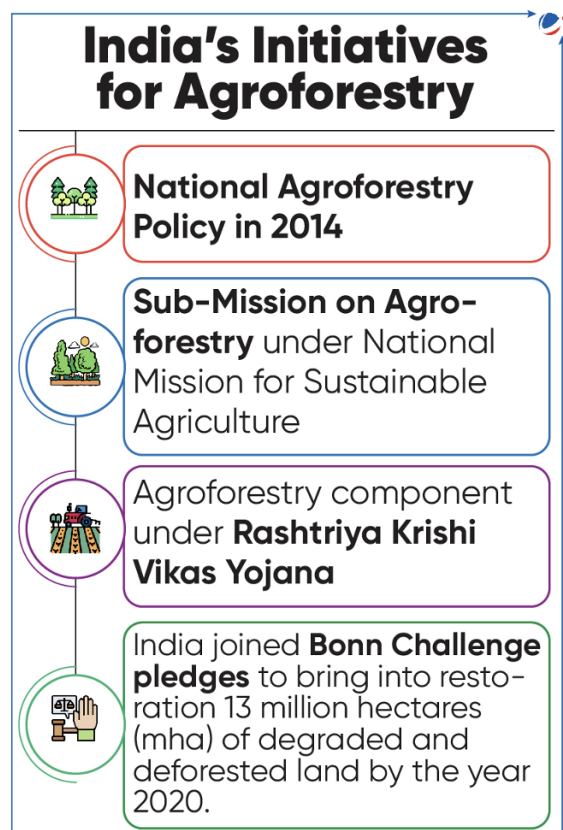 India’s Initiatives
for Agroforestry
National Agroforestry
Policy in 2014
Sub-Mission on Agro-
forestry under National
Mission for Sustainable
Agriculture
Agroforestry component
under Rashtriya Krishi
Vikas Yojana
India joined Bonn Challenge
pledges to bring into resto-
ration 13 million hectares
(mha) of degraded and
deforested land by the year
2020.